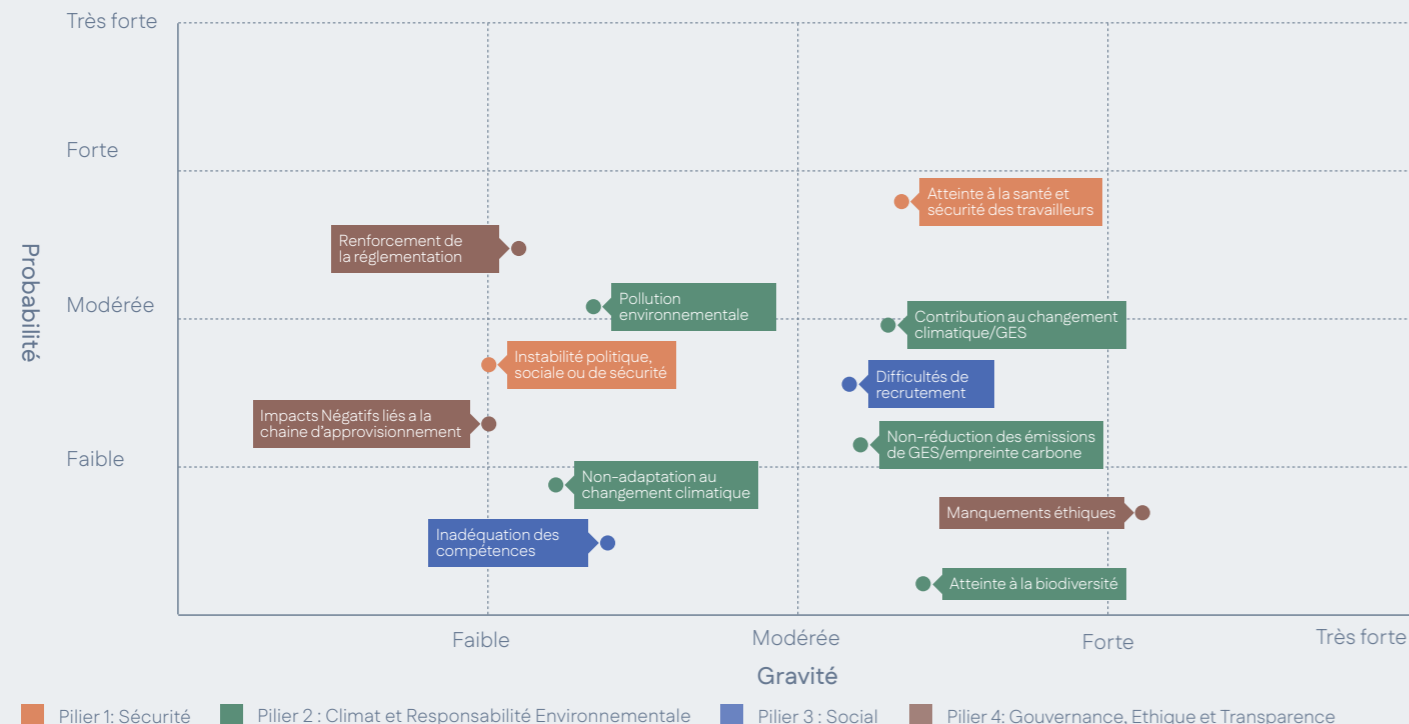 Très forte
Forte
Modérée
Faible
Probabilité
Atteinte à la santé et
sécurité des travailleurs
Renforcement de
la réglementation
Pollution
environnementale
Contribution au changement
climatique/GES
Instabilité politique,
sociale ou de sécurité
Difficultés de
recrutement
Impacts Négatifs liés a la
chaine d'approvisionnement
Non-réduction des émissions
de GES/empreinte carbone
Non-adaptation au
changement climatique
Manquements éthiques
Inadéquation des
compétences
Atteinte à la biodiversité
Faible
Modérée
Forte
Très forte
Gravité
Pilier 1: Sécurité
Pilier 2 : Climat et Responsabilité Environnementale
Pilier 3 : Social
Pilier 4: Gouvernance, Ethique et Transparence